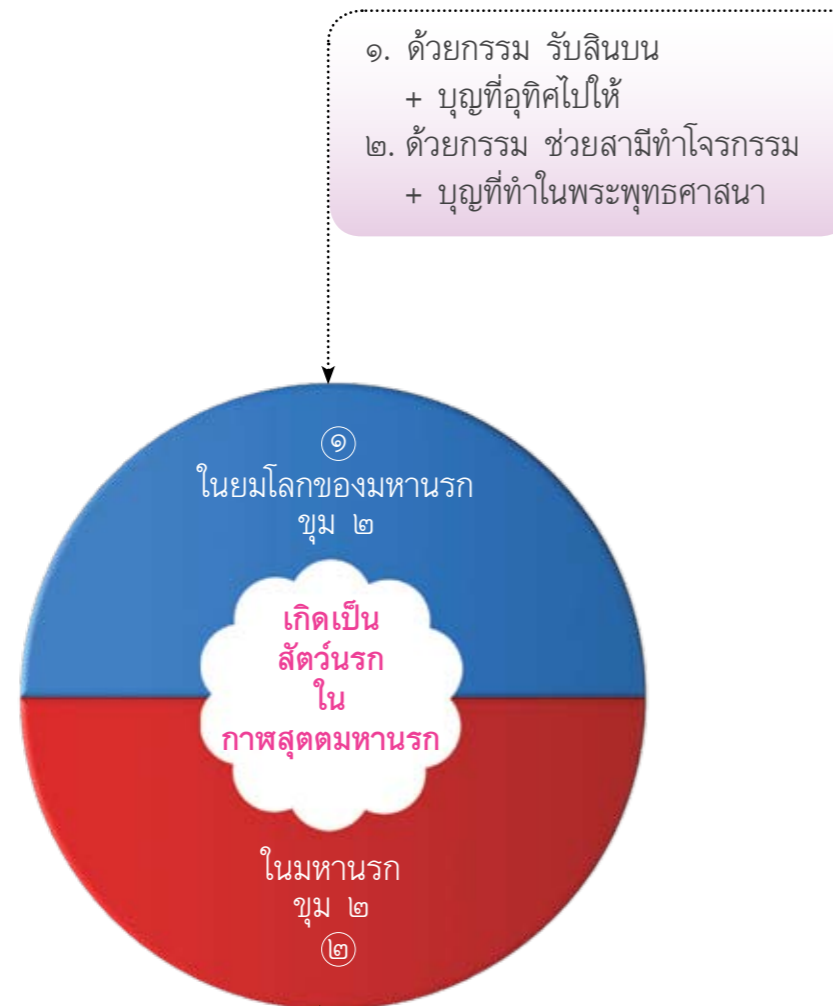 ๑. ด้วยกรรม รับสินบน
+ บุญที่อุทิศไปให้
๒. ด้วยกรรม ช่วยสามีทำโจรกรรม
+ บุญที่ทำในพระพุทธศาสนา
๑
ในยมโลกของมหานรก
ขุม ๒
เกิดเป็น
สัตว์นรก
ใน
กาฬสุตตมหานรก
ในมหานรก
ขุม ๒
๒